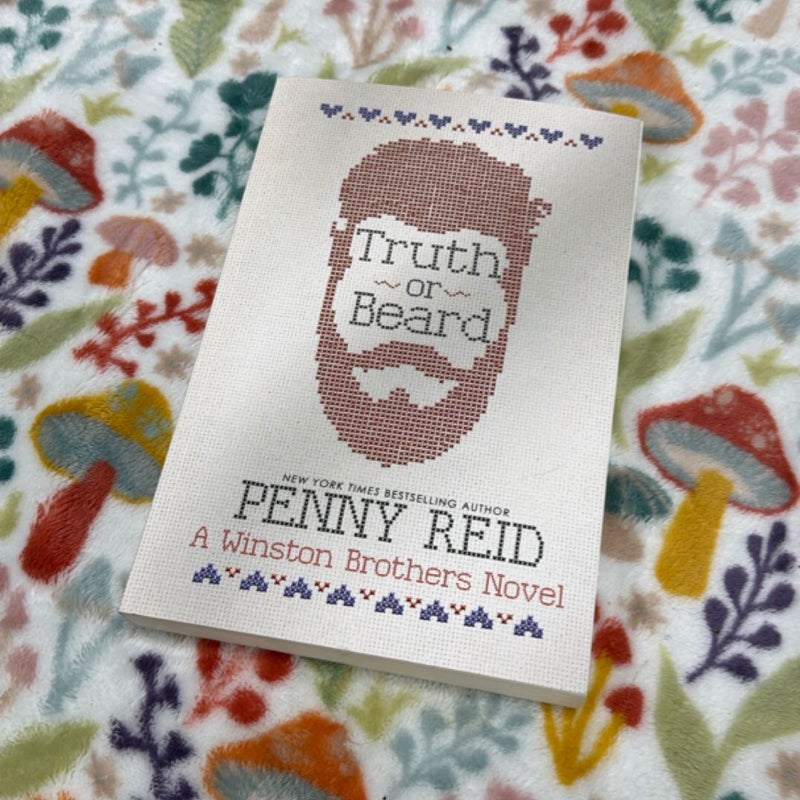 Truth
or
Beard
NEW YORK TIMES BESTSELLING AUTHOR
PENNY REID
A Winston Brothers Novel